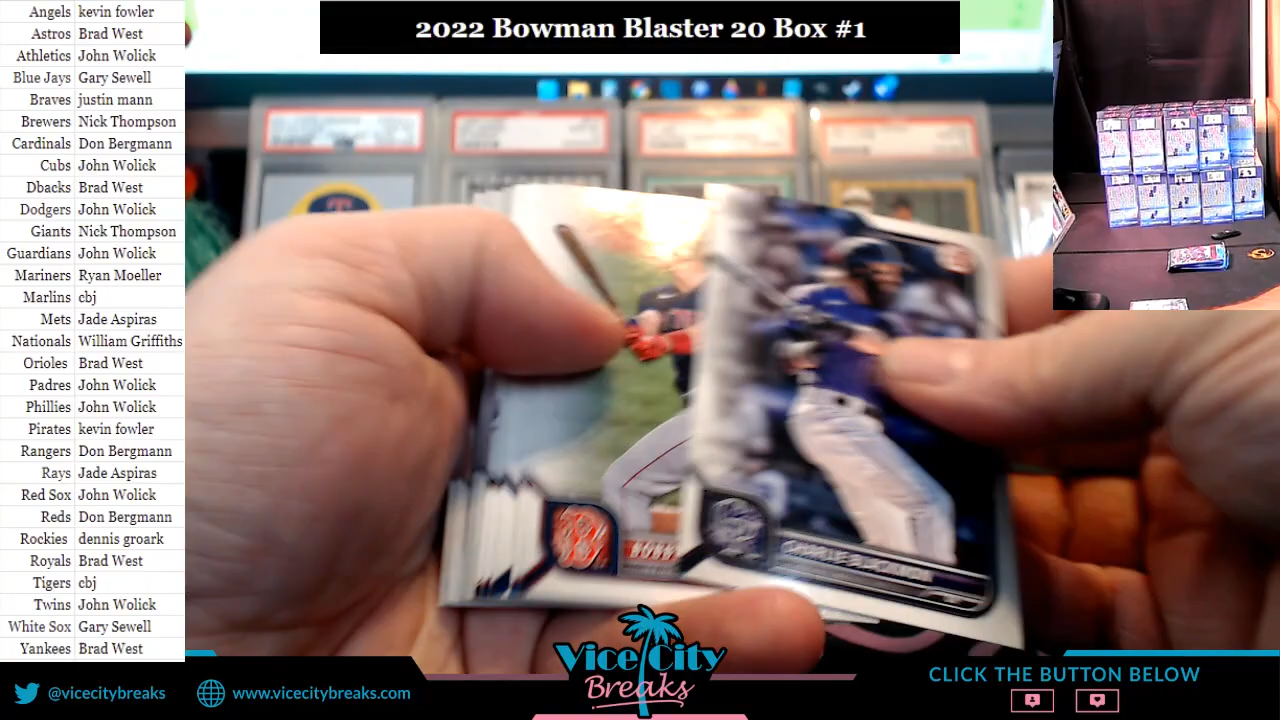 2022 Bowman Blaster 20 Box #1
Angels kevin fowler
Astros Brad West
Athletics John Wolick
Blue Jays Gary Sewell
Braves justin mann
Brewers Nick Thompson
Cardinals Don Bergmann
Cubs John Wolick
Dbacks Brad West
Dodgers John Wolick
Giants Nick Thompson
Guardians John Wolick
Mariners Ryan Moeller
Marlins cbj
Mets Jade Aspiras
Nationals William Griffiths
Orioles Brad West
Padres John Wolick
Phillies John Wolick
Pirates kevin fowler
Rangers Don Bergmann
Rays Jade Aspiras
Red Sox John Wolick
Reds Don Bergmann
Rockies dennis groark
Royals Brad West
Tigers cbj
Twins John Wolick
White Sox Gary Sewell
Yankees Brad West
Vice City
Breaks
@vicecitybreaks
www.vicecitybreaks.com
CLICK THE BUTTON BELOW